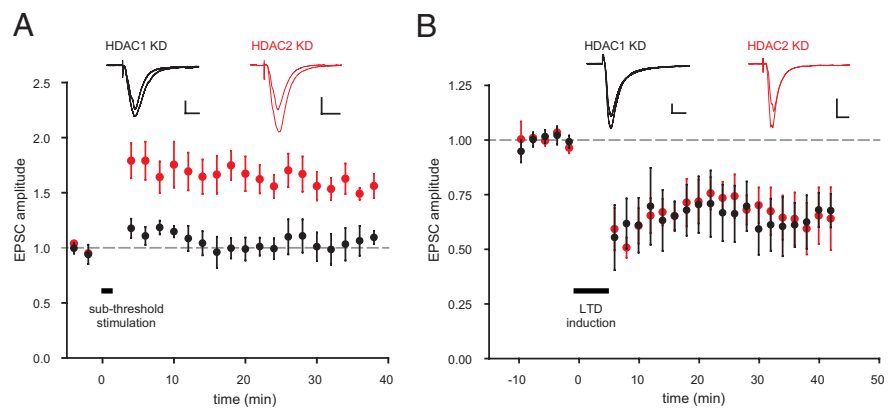 A
HDAC1 KD
HDAC2 KD
2.5
2.0
1.5
1.0
0.5
0.0
EPSC amplitude
sub-threshold
stimulation
0
10
20
30
40
time (min)
B
HDAC1 KD
HDAC2 KD
1.25
1.00
0.75
0.50
0.25
0.00
EPSC amplitude
LTD
induction
-10
0
10
20
30
40
50
time (min)